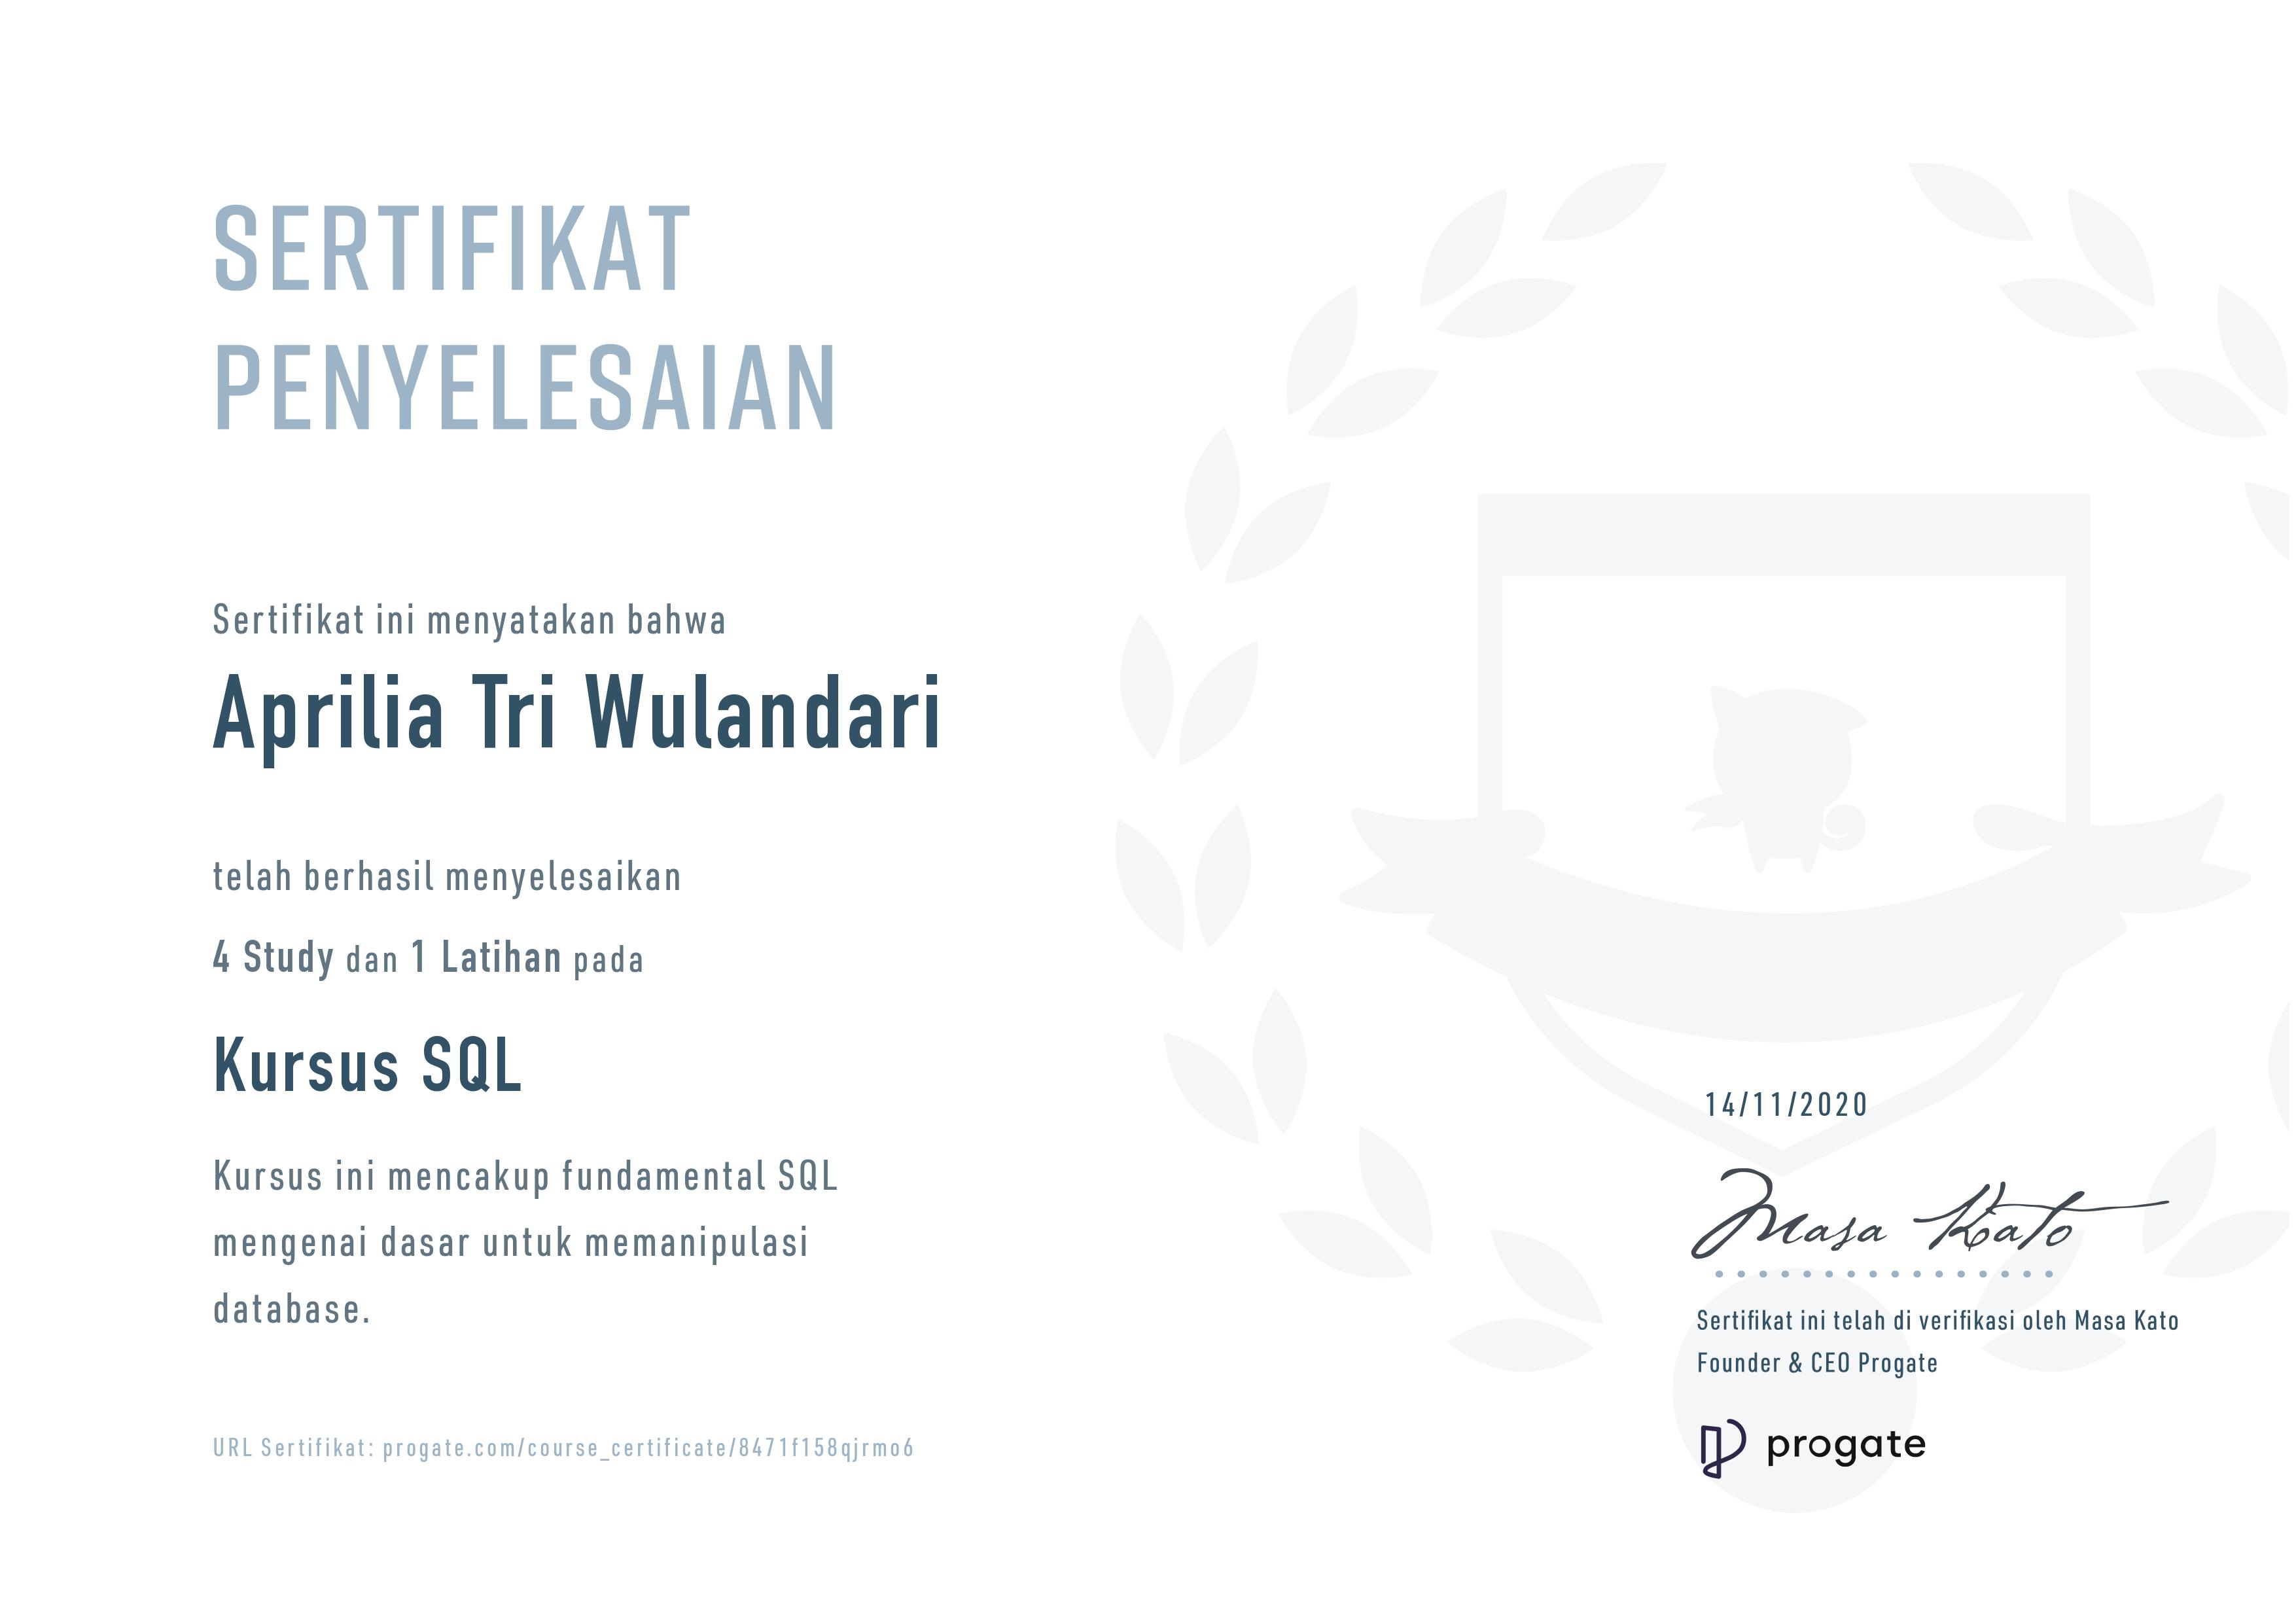 SERTIFIKAT
PENYELESAIAN
Sertifikat ini menyatakan bahwa
Aprilia Tri Wulandari
telah berhasil menyelesaikan
4 Study dan 1 Latihan pada
Kursus SQL
Kursus ini mencakup fundamental SQL
mengenai dasar untuk memanipulasi
database.
URL Sertifikat: progate.com/course_certificate/8471f158qjrmo6
14/11/2020
Masa Kato
Sertifikat ini telah di verifikasi oleh Masa Kato
Founder & CEO Progate
progate